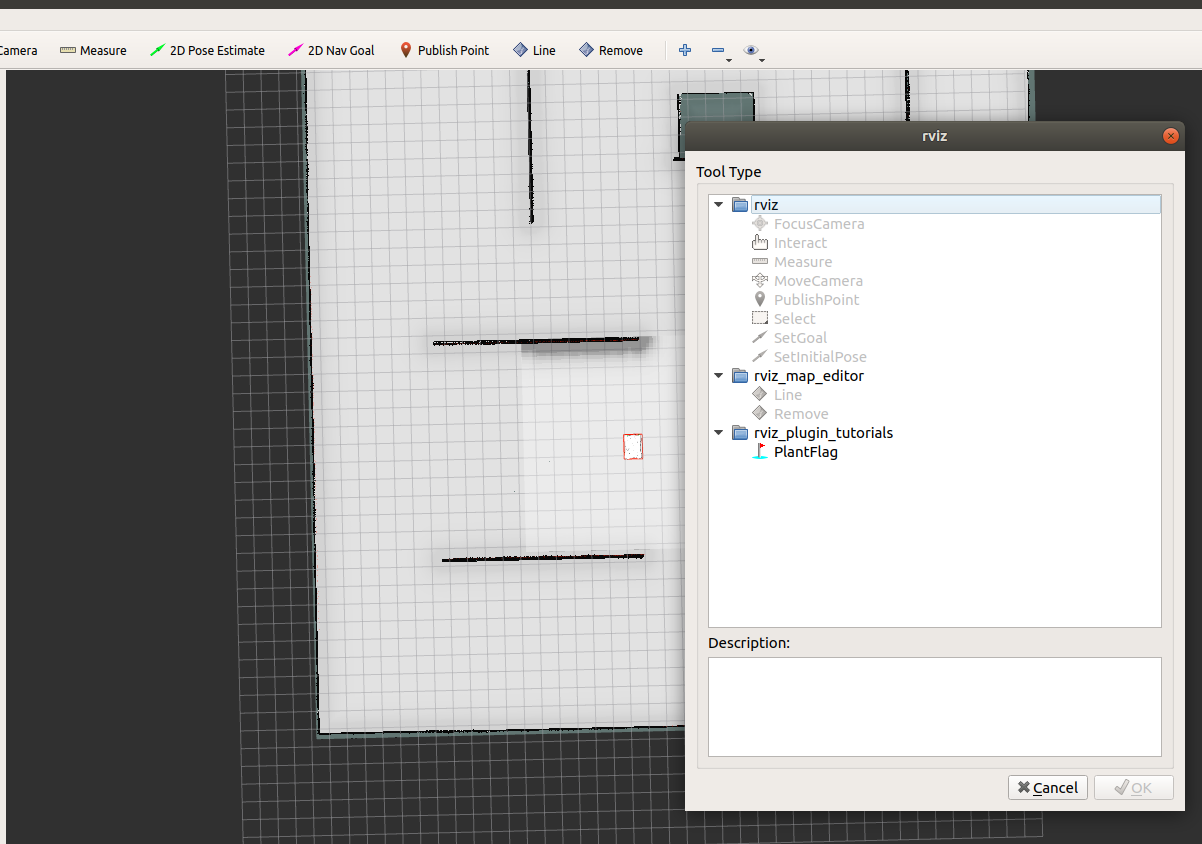 Camera Measure 2D Pose Estimate 2D Nav Goal Publish Point Line Remove
rviz
Tool Type
rviz
FocusCamera
Interact
Measure
MoveCamera
PublishPoint
Select
SetGoal
SetInitialPose
rviz_map_editor
Line
Remove
rviz_plugin_tutorials
PlantFlag
Description:
Cancel OK